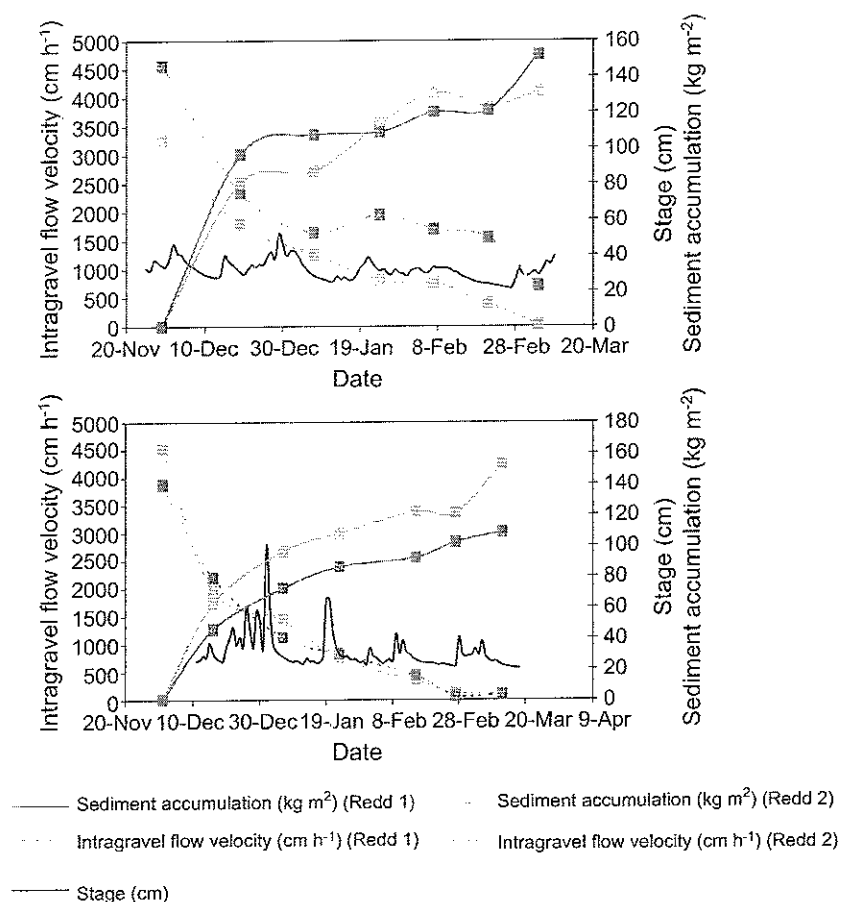 Intragravel flow velocity (cm h⁻¹)
5000
4500
4000
3500
3000
2500
2000
1500
1000
500
0
160
140
120
100
80
60
40
20
0
Stage (cm)
Sediment accumulation (kg m⁻²)
20-Nov 10-Dec 30-Dec 19-Jan 8-Feb 28-Feb 20-Mar
Date
Intragravel flow velocity (cm h⁻¹)
5000
4500
4000
3500
3000
2500
2000
1500
1000
500
0
180
160
140
120
100
80
60
40
20
0
Stage (cm)
Sediment accumulation (kg m⁻²)
20-Nov 10-Dec 30-Dec 19-Jan 8-Feb 28-Feb 20-Mar 9-Apr
Date
Sediment accumulation (kg m²) (Redd 1)
Sediment accumulation (kg m²) (Redd 2)
Intragravel flow velocity (cm h⁻¹) (Redd 1)
Intragravel flow velocity (cm h⁻¹) (Redd 2)
Stage (cm)